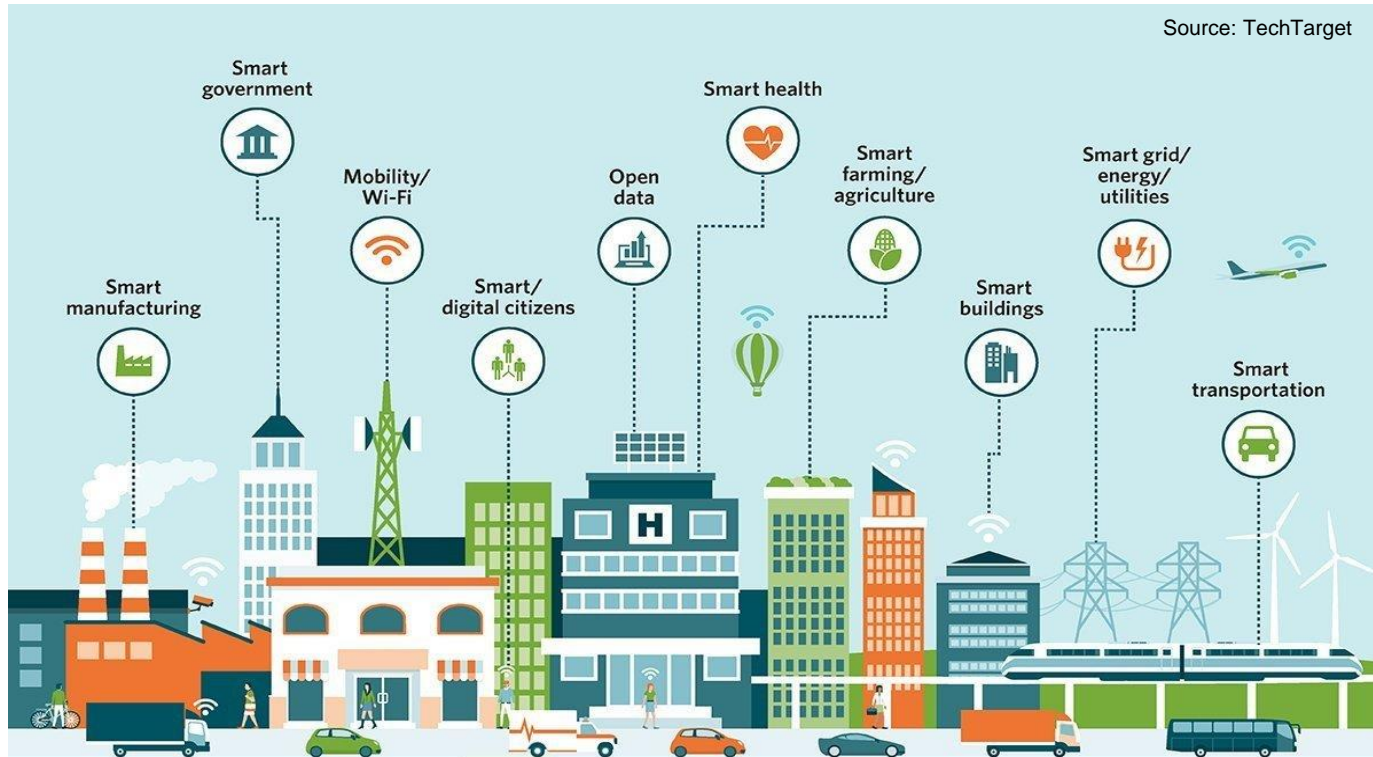 Source: TechTarget
Smart
government
Smart health
Mobility/
Wi-Fi
Open
data
Smart
farming/
agriculture
Smart grid/
energy/
utilities
Smart
manufacturing
Smart/
digital citizens
Smart
buildings
Smart
transportation
H